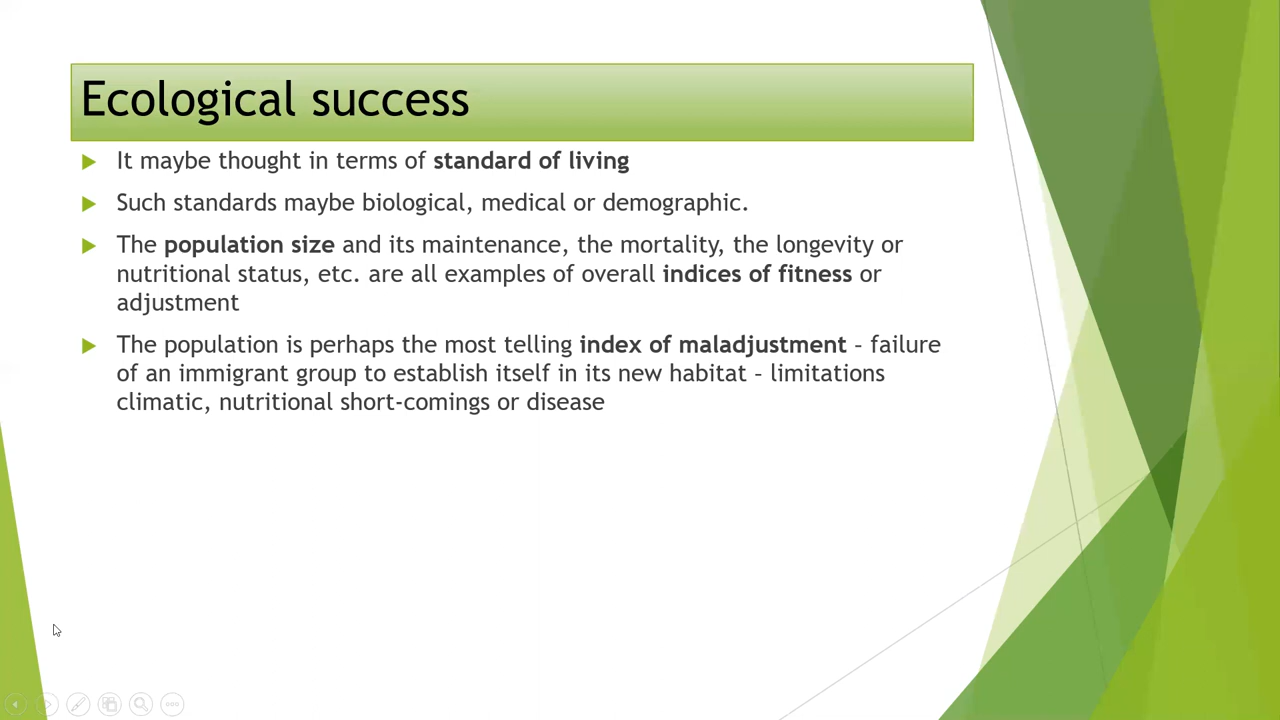 Ecological success
It maybe thought in terms of standard of living
Such standards maybe biological, medical or demographic.
The population size and its maintenance, the mortality, the longevity or
nutritional status, etc. are all examples of overall indices of fitness or
adjustment
The population is perhaps the most telling index of maladjustment – failure
of an immigrant group to establish itself in its new habitat – limitations
climatic, nutritional short-comings or disease